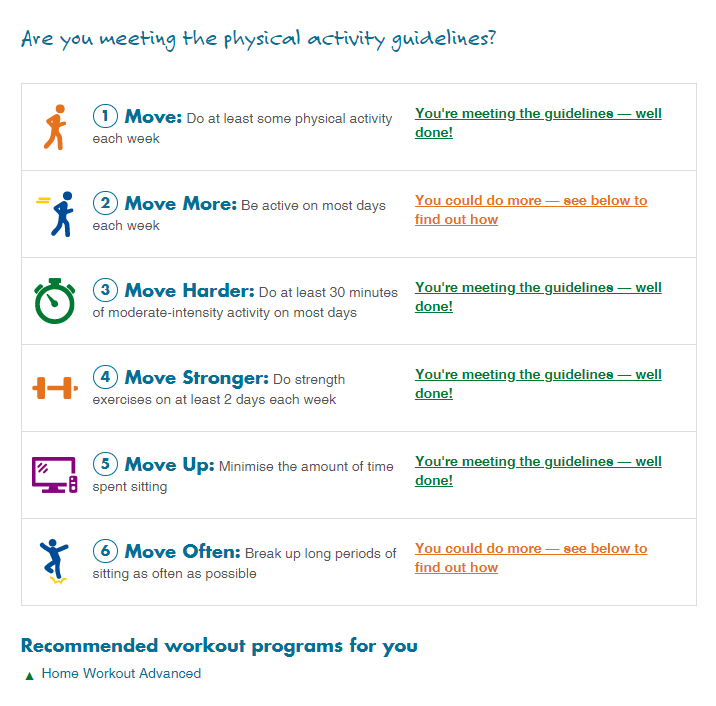 Are you meeting the physical activity guidelines?
1 Move: Do at least some physical activity
each week
You're meeting the guidelines — well
done!
2 Move More: Be active on most days
each week
You could do more — see below to
find out how
3 Move Harder: Do at least 30 minutes
of moderate-intensity activity on most days
You're meeting the guidelines — well
done!
4 Move Stronger: Do strength
exercises on at least 2 days each week
You're meeting the guidelines — well
done!
5 Move Up: Minimise the amount of time
spent sitting
You're meeting the guidelines — well
done!
6 Move Often: Break up long periods of
sitting as often as possible
You could do more — see below to
find out how
Recommended workout programs for you
▲ Home Workout Advanced